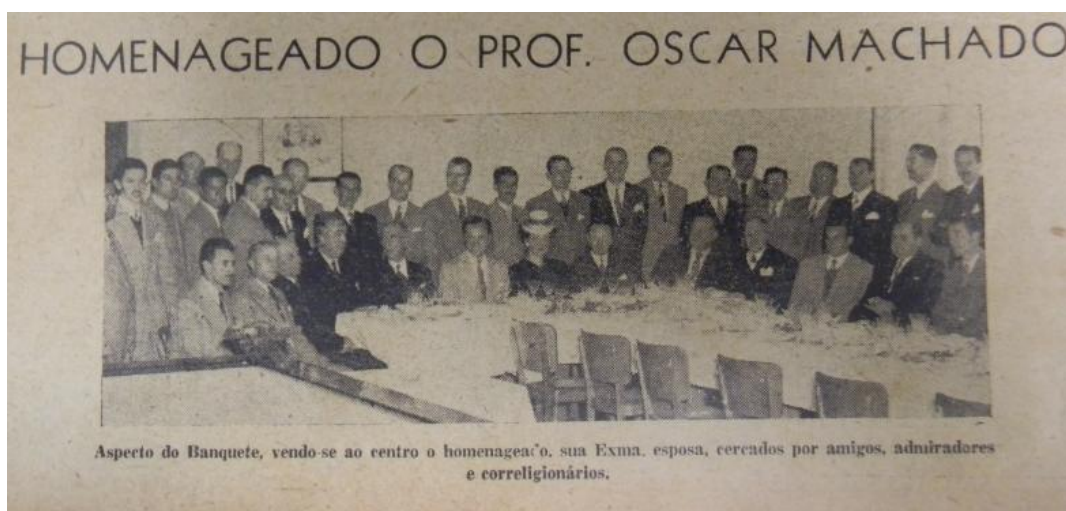 HOMENAGEADO O PROF. OSCAR MACHADO
Aspecto do Banquete, vendo-se ao centro o homenageado, sua Exma. esposa, cercados por amigos, admiradores
e correligionários.